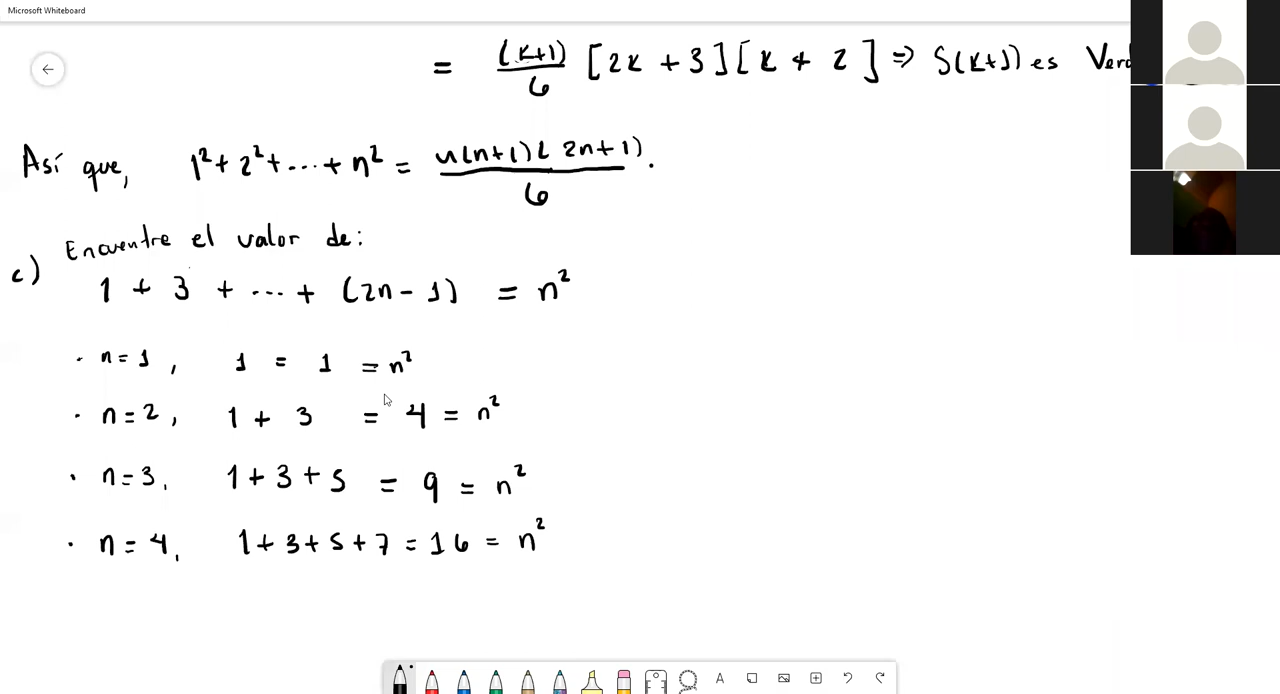 Microsoft Whiteboard
= (k+1)/6 [2k + 3][k + 2] => S(k+1) es Verd
Así que, 1² + 2² + ... + n² = n(n+1)(2n+1)/6.
c) Encuentre el valor de:
1 + 3 + ... + (2n - 1) = n²
· n = 1, 1 = 1 = n²
· n = 2, 1 + 3 = 4 = n²
· n = 3, 1 + 3 + 5 = 9 = n²
· n = 4, 1 + 3 + 5 + 7 = 16 = n²